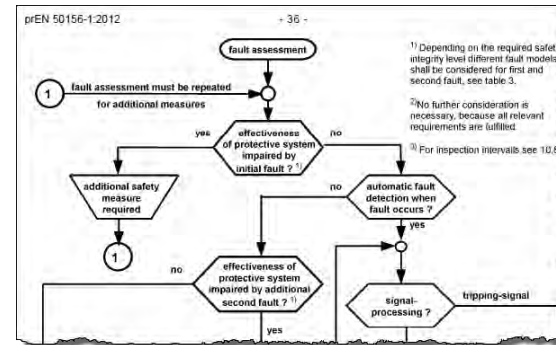 prEN 50156-1:2012
- 36 -
fault assessment
1) Depending on the required safet
integrity level different fault models
shall be considered for first and
second fault, see table 3.
1
fault assessment must be repeated
for additional measures
2)No further consideration is
necessary, because all relevant
requirements are fulfilled
yes
effectiveness
of protective system
impaired by
initial fault ? 1)
no
3) For inspection intervalls see 10.5
additional safety
measure
required
no
automatic fault
detection when
fault occurs ?
yes
1
no
effectiveness of
protective system
impaired by additional
second fault ? 1)
signal-
processing ?
tripping-signal
yes